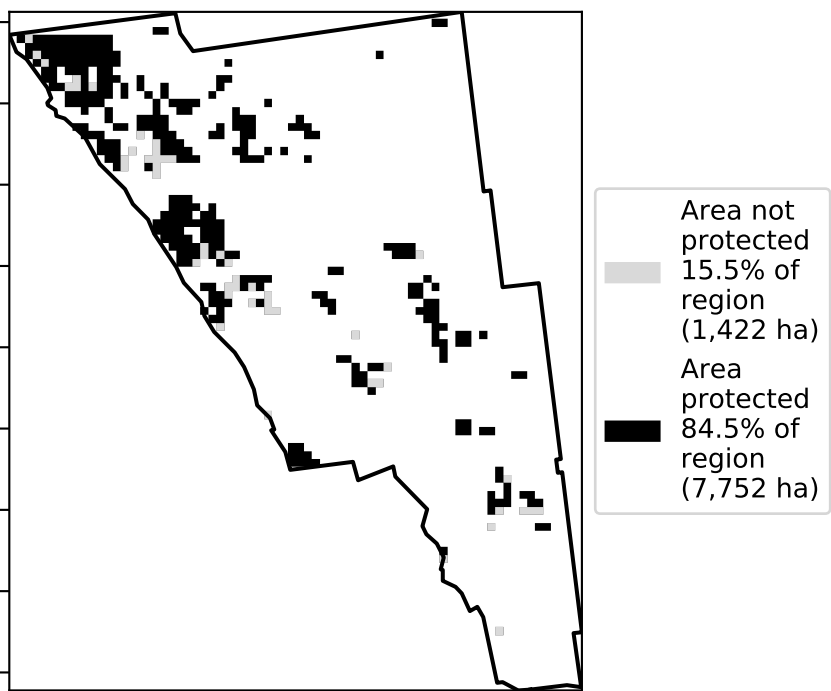 Area not
protected
15.5% of
region
(1,422 ha)
Area
protected
84.5% of
region
(7,752 ha)